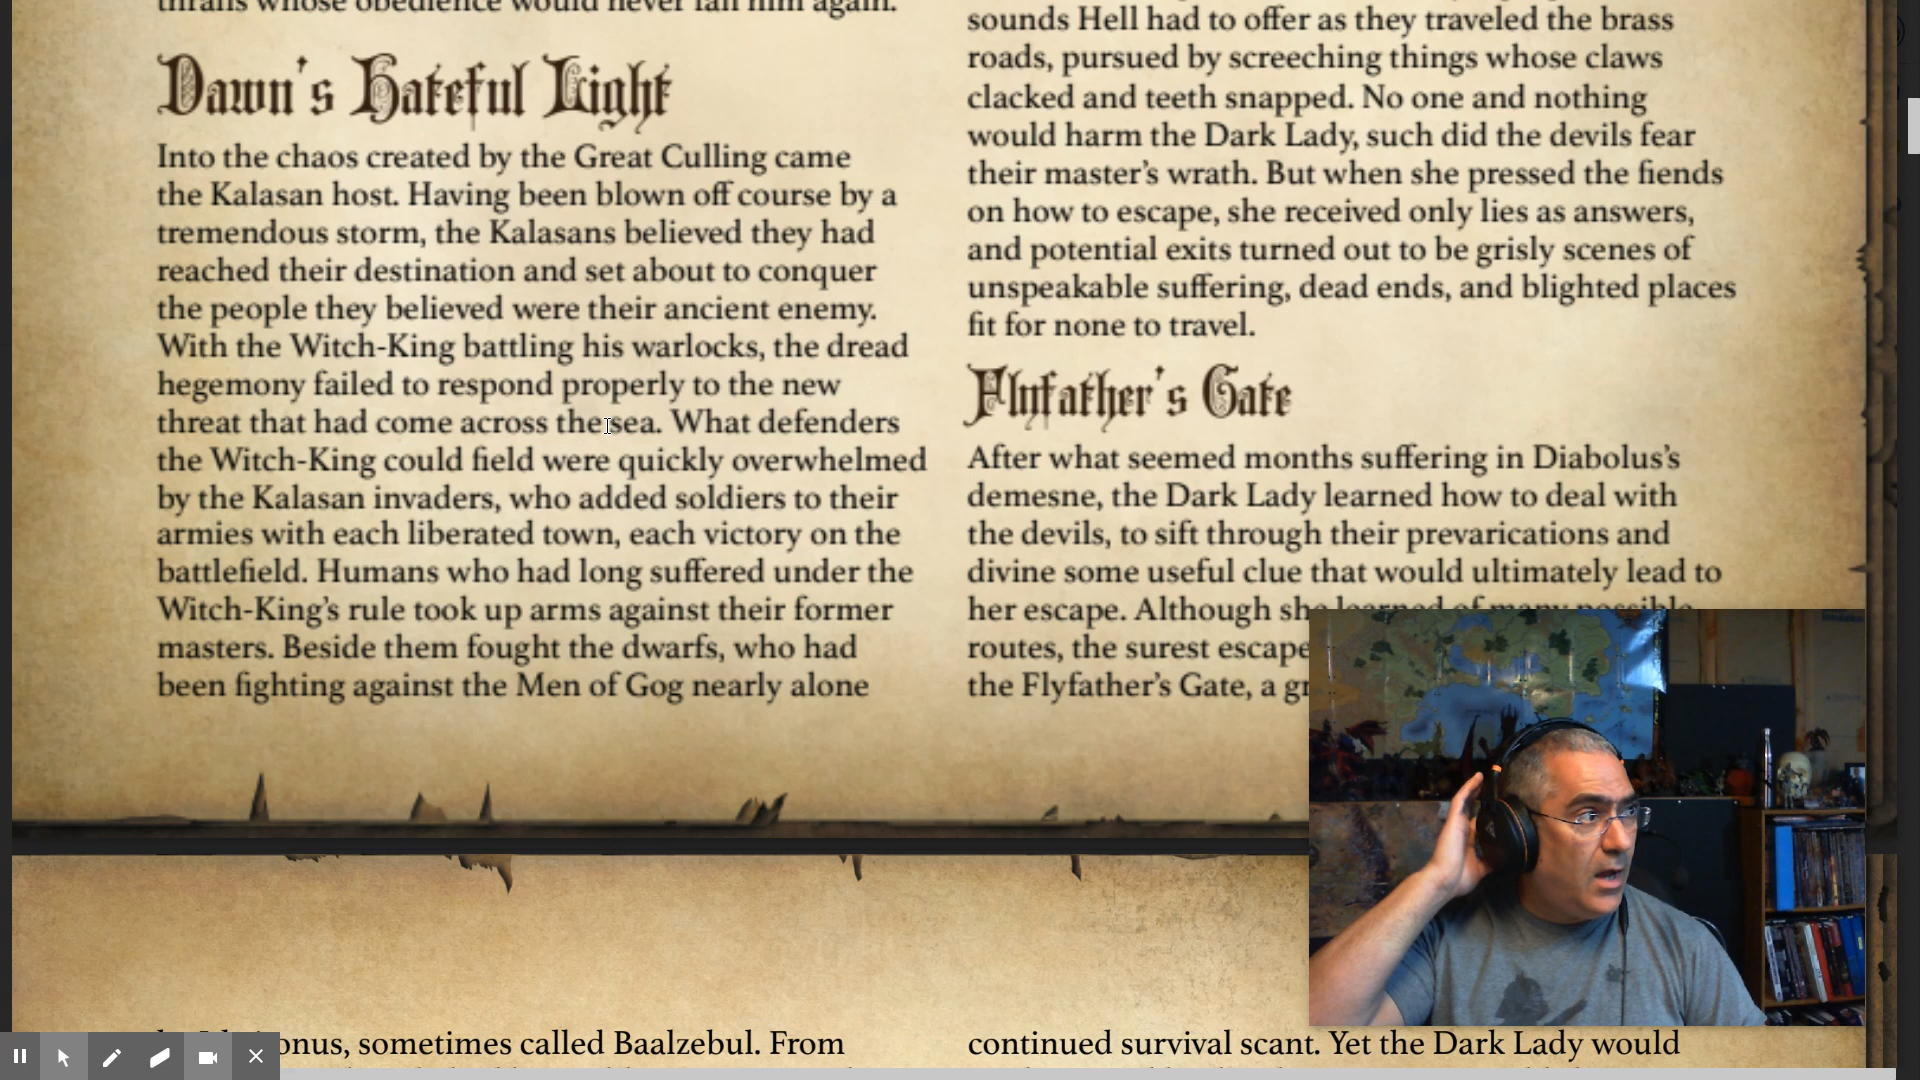 thralls whose obedience would never fail him again.
Dawn's Hateful Light
Into the chaos created by the Great Culling came
the Kalasan host. Having been blown off course by a
tremendous storm, the Kalasans believed they had
reached their destination and set about to conquer
the people they believed were their ancient enemy.
With the Witch-King battling his warlocks, the dread
hegemony failed to respond properly to the new
threat that had come across the sea. What defenders
the Witch-King could field were quickly overwhelmed
by the Kalasan invaders, who added soldiers to their
armies with each liberated town, each victory on the
battlefield. Humans who had long suffered under the
Witch-King’s rule took up arms against their former
masters. Beside them fought the dwarfs, who had
been fighting against the Men of Gog nearly alone
sounds Hell had to offer as they traveled the brass
roads, pursued by screeching things whose claws
clacked and teeth snapped. No one and nothing
would harm the Dark Lady, such did the devils fear
their master’s wrath. But when she pressed the fiends
on how to escape, she received only lies as answers,
and potential exits turned out to be grisly scenes of
unspeakable suffering, dead ends, and blighted places
fit for none to travel.
Flyfather's Gate
After what seemed months suffering in Diabolus’s
demesne, the Dark Lady learned how to deal with
the devils, to sift through their prevarications and
divine some useful clue that would ultimately lead to
her escape. Although she learned of many possible
routes, the surest escape
the Flyfather’s Gate, a
sometimes called Baalzebul. From
continued survival scant. Yet the Dark Lady would